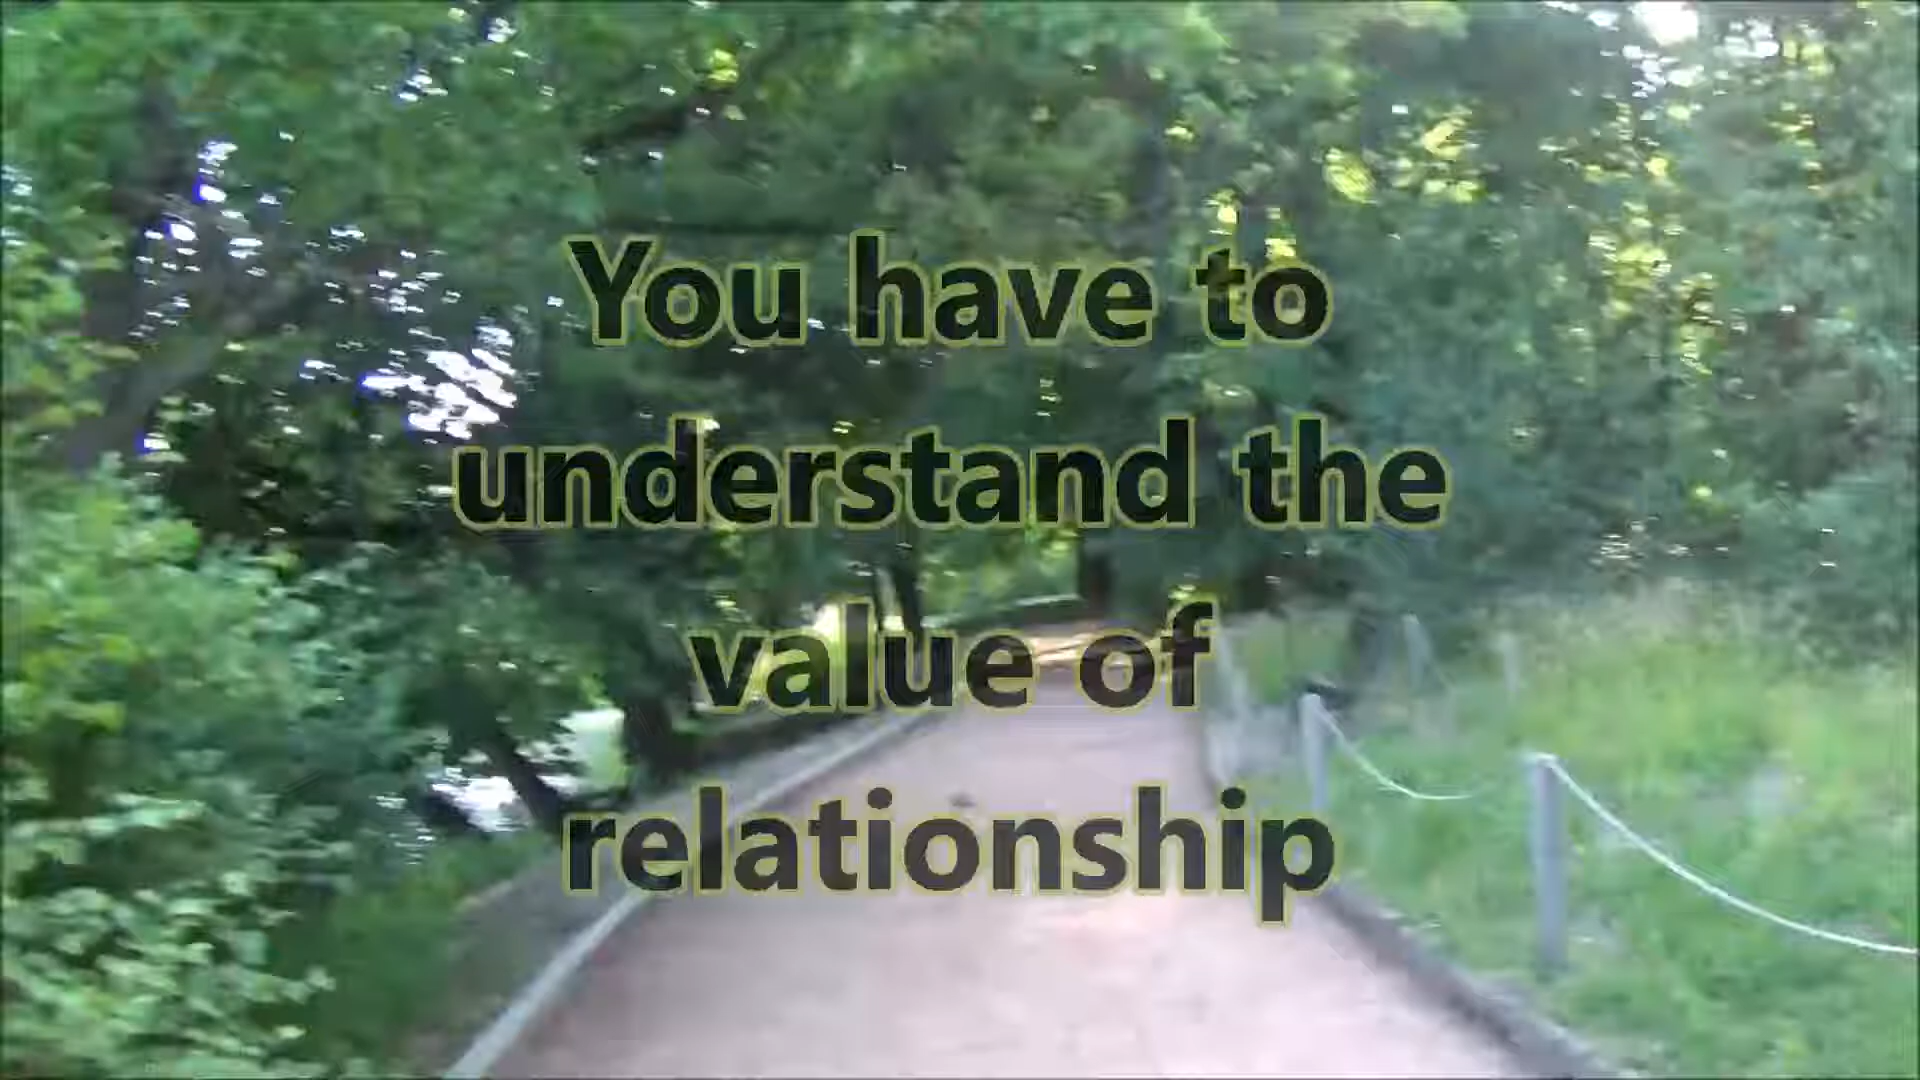 You have to
understand the
value of
relationship